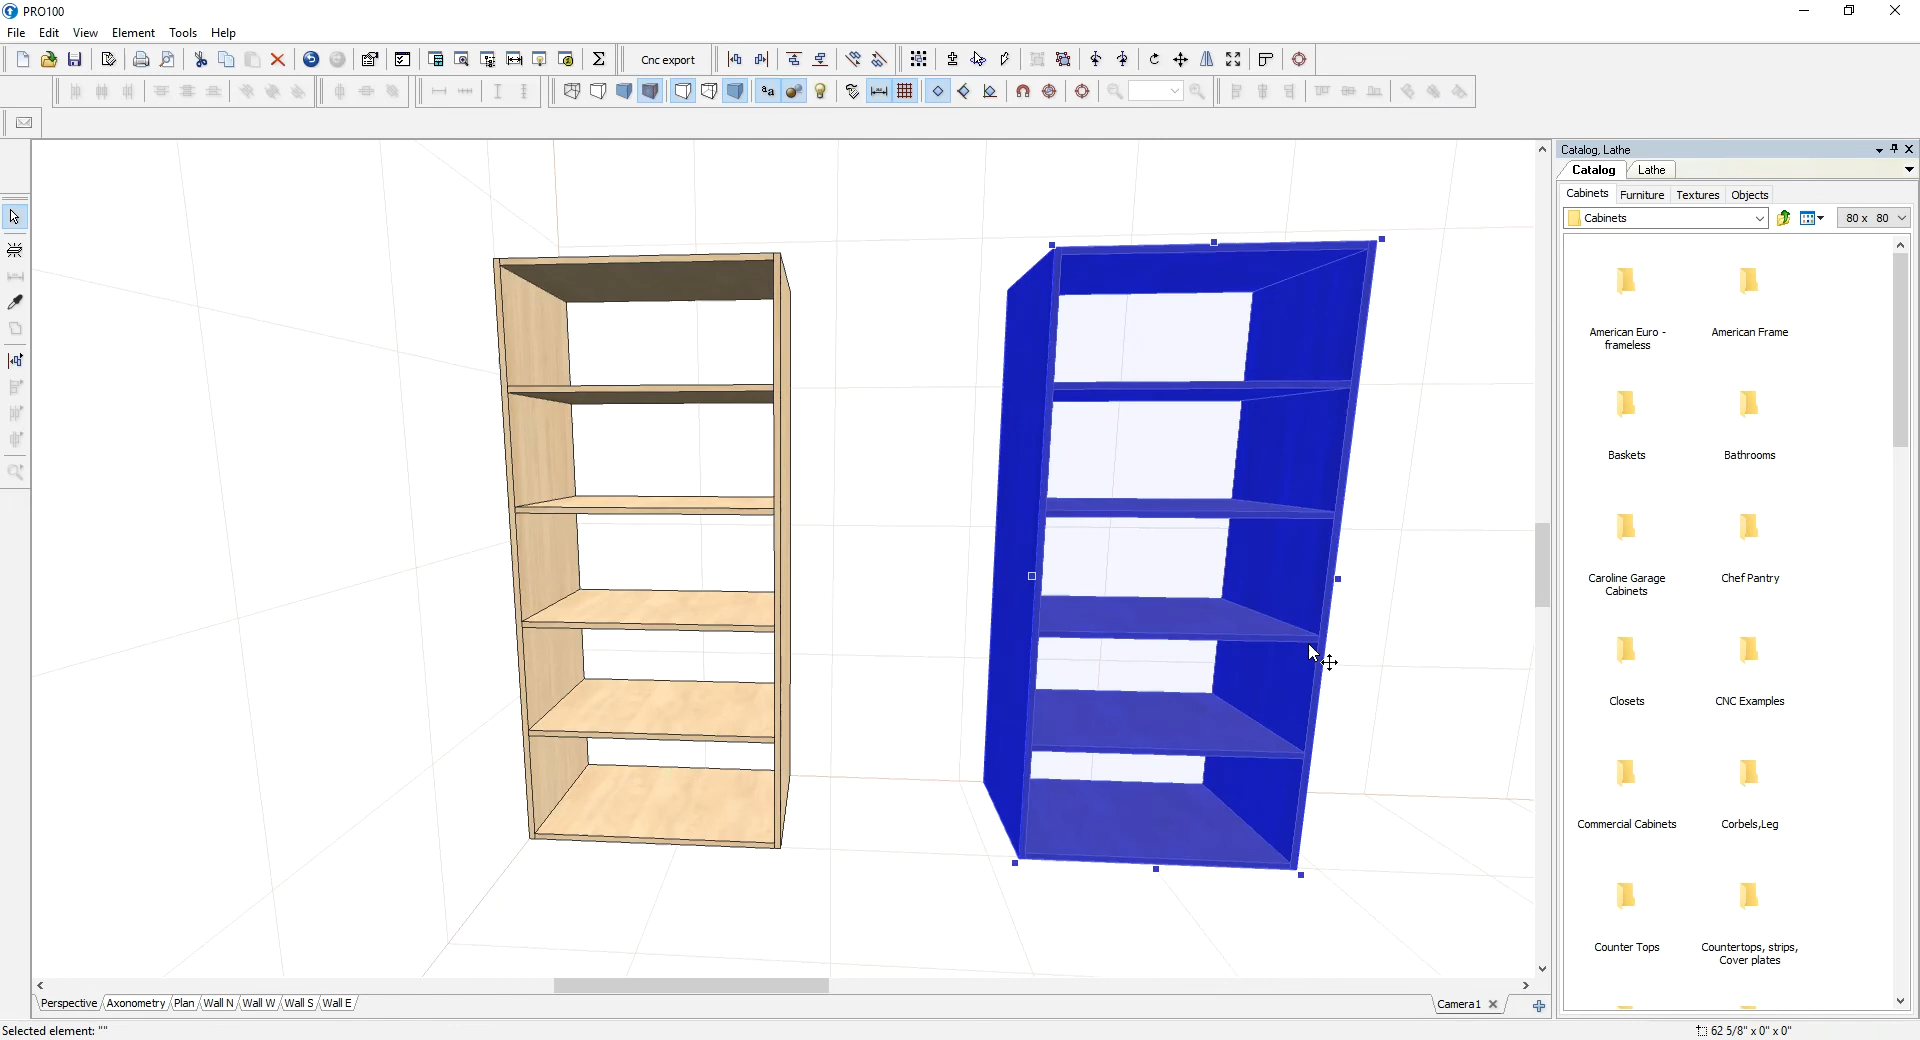 PRO100
File Edit View Element Tools Help
Cnc export
aa
Catalog, Lathe
Catalog Lathe
Cabinets Furniture Textures Objects
Cabinets
80 x 80
American Euro -
frameless
American Frame
Baskets
Bathrooms
Caroline Garage
Cabinets
Chef Pantry
Closets
CNC Examples
Commercial Cabinets
Corbels,Leg
Counter Tops
Countertops, strips,
Cover plates
Perspective Axonometry Plan Wall N Wall W Wall S Wall E
Camera1
Selected element: ""
62 5/8" x 0" x 0"